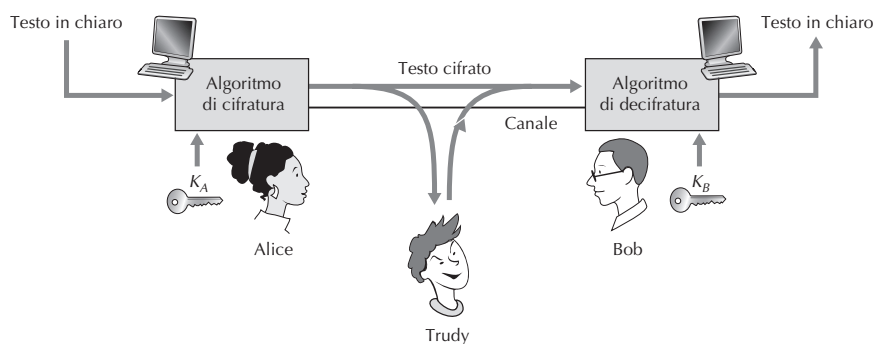 Testo in chiaro
Testo in chiaro
Algoritmo
di cifratura
Testo cifrato
Algoritmo
di decifratura
Canale
K_A
K_B
Alice
Bob
Trudy